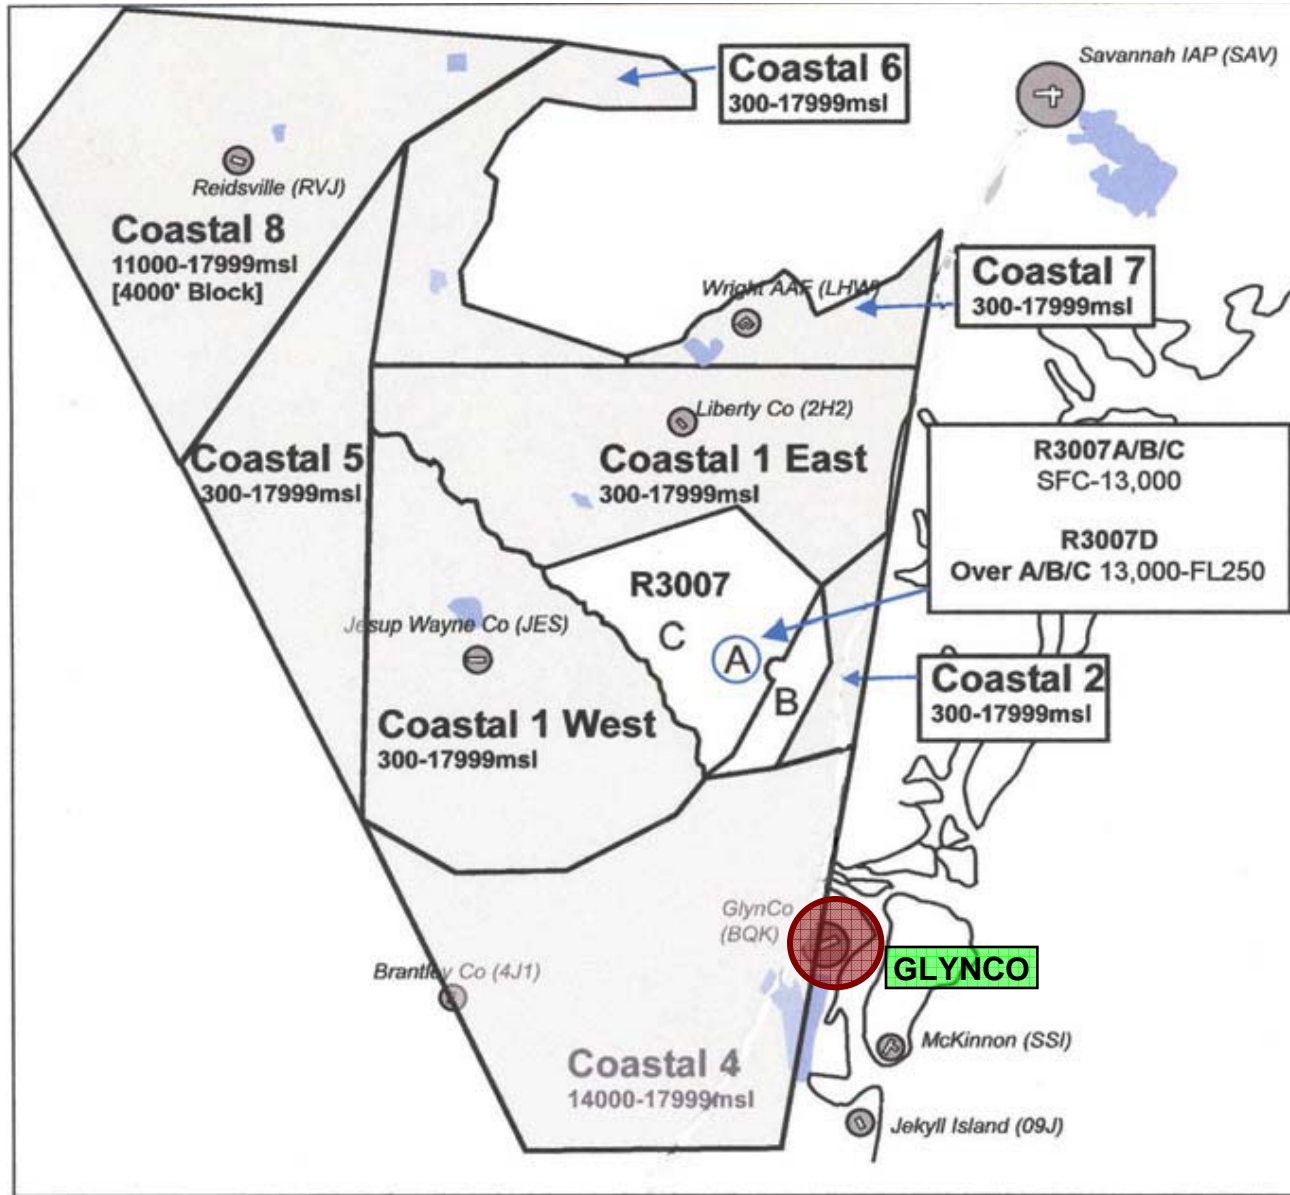 Coastal 6
300-17999msl
Savannah IAP (SAV)
Reidsville (RVJ)
Coastal 8
11000-17999msl
[4000' Block]
Wright AAF (LHW)
Coastal 7
300-17999msl
Liberty Co (2H2)
Coastal 5
300-17999msl
Coastal 1 East
300-17999msl
R3007A/B/C
SFC-13,000
R3007D
Over A/B/C 13,000-FL250
R3007
C
A
B
Jesup Wayne Co (JES)
Coastal 2
300-17999msl
Coastal 1 West
300-17999msl
GlynCo
(BQK)
GLYNCO
Brantley Co (4J1)
McKinnon (SSI)
Coastal 4
14000-17999msl
Jekyll Island (09J)